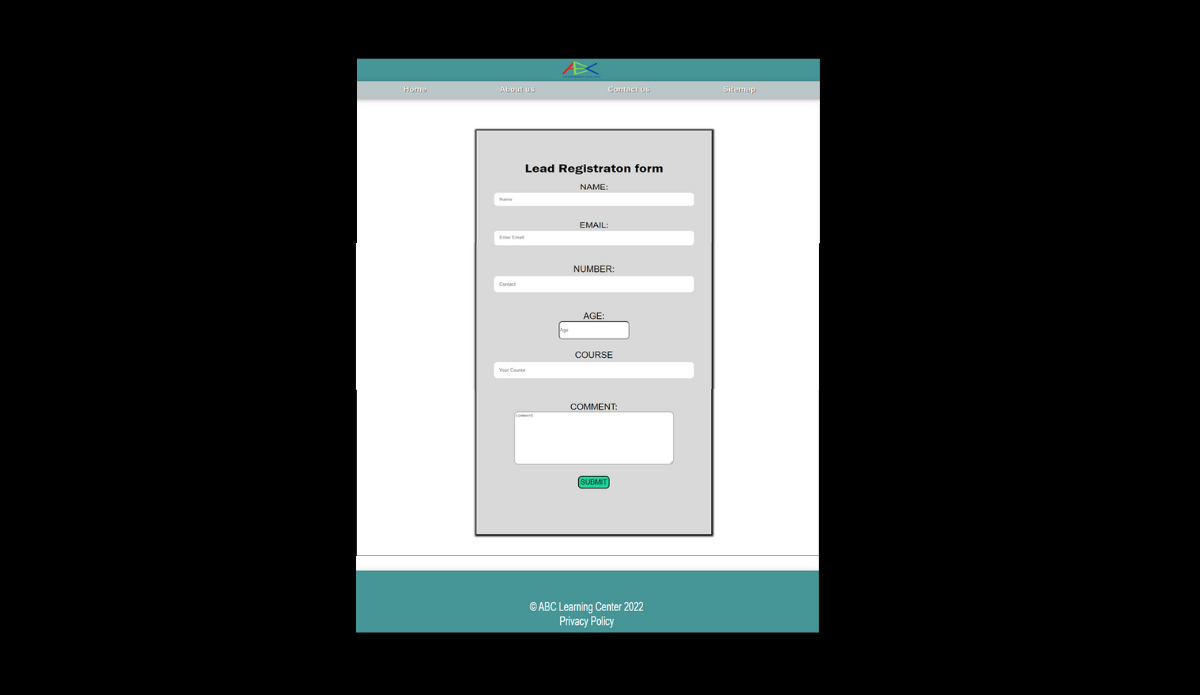 ABC
Home About us Contact us Sitemap
Lead Registraton form
NAME:
Name
EMAIL:
Enter Email
NUMBER:
Contact
AGE:
Age
COURSE
Your Course
COMMENT:
Comment
SUBMIT
© ABC Learning Center 2022
Privacy Policy